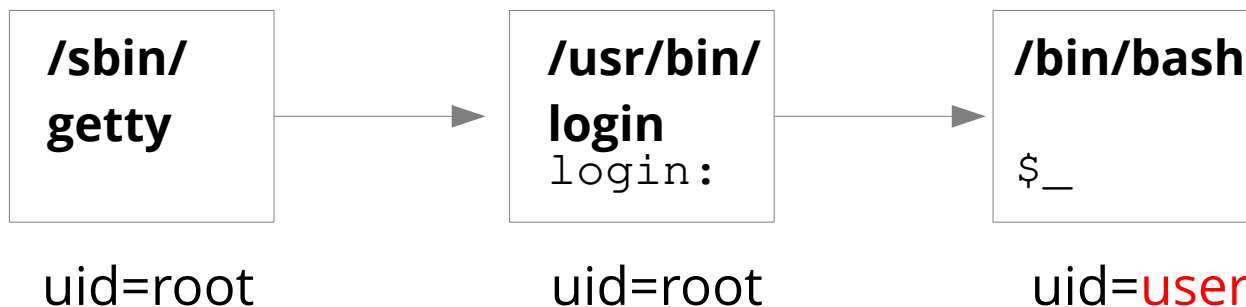 /sbin/
getty
/usr/bin/
login
login:
/bin/bash
$_
uid=root
uid=root
uid=user